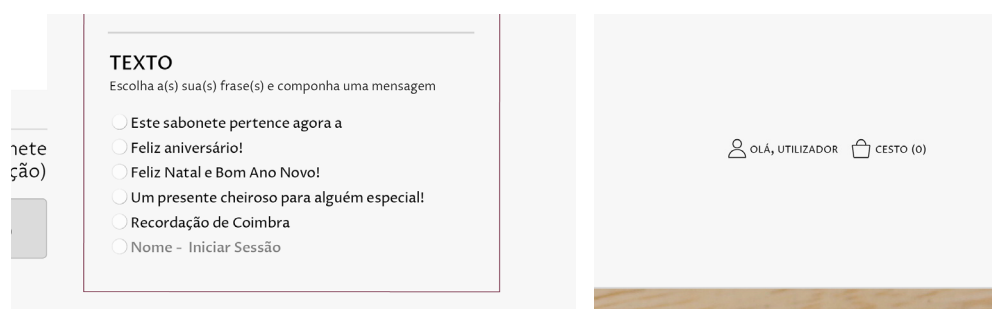 TEXTO
Escolha a(s) sua(s) frase(s) e componha uma mensagem
Este sabonete pertence agora a
Feliz aniversário!
Feliz Natal e Bom Ano Novo!
Um presente cheiroso para alguém especial!
Recordação de Coimbra
Nome - Iniciar Sessão
OLÁ, UTILIZADOR
CESTO (0)